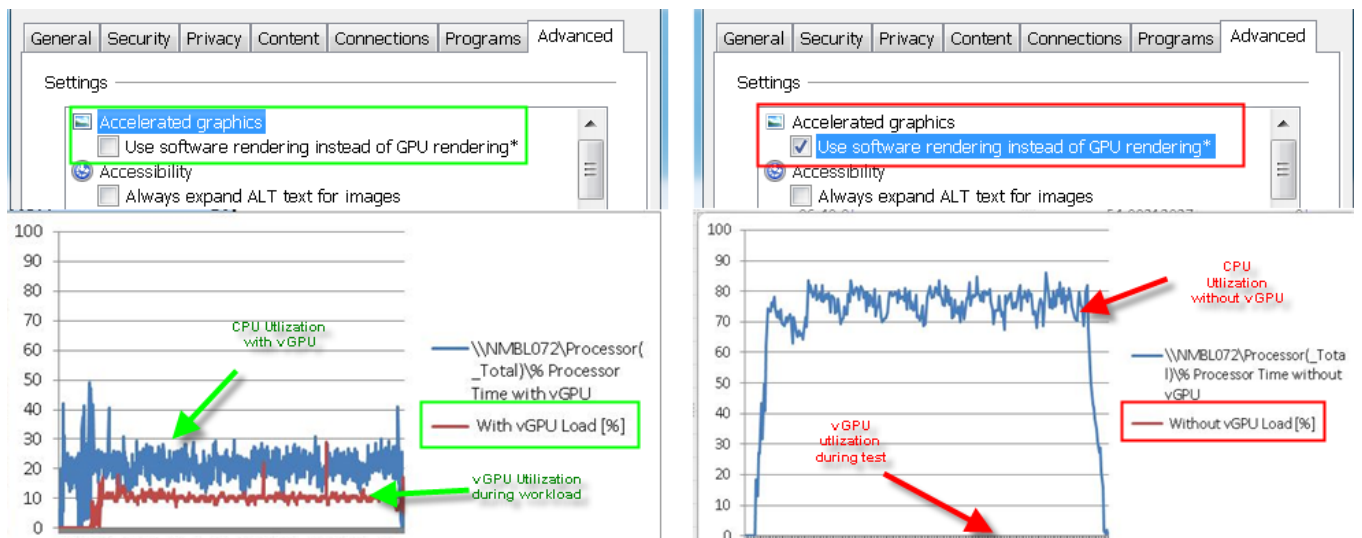 General Security Privacy Content Connections Programs Advanced
Settings
Accelerated graphics
Use software rendering instead of GPU rendering*
Accessibility
Always expand ALT text for images
100
90
80
70
60
50
40
30
20
10
0
CPU Utlization
with vGPU
\\NMBL072\Processor(
_Total)\% Processor
Time with vGPU
With vGPU Load [%]
vGPU Utilization
during workload
General Security Privacy Content Connections Programs Advanced
Settings
Accelerated graphics
Use software rendering instead of GPU rendering*
Accessibility
Always expand ALT text for images
100
90
80
70
60
50
40
30
20
10
0
CPU
Utlization
without vGPU
\\NMBL072\Processor(_Tota
l)\% Processor Time without
vGPU
Without vGPU Load [%]
vGPU
utlization
during test